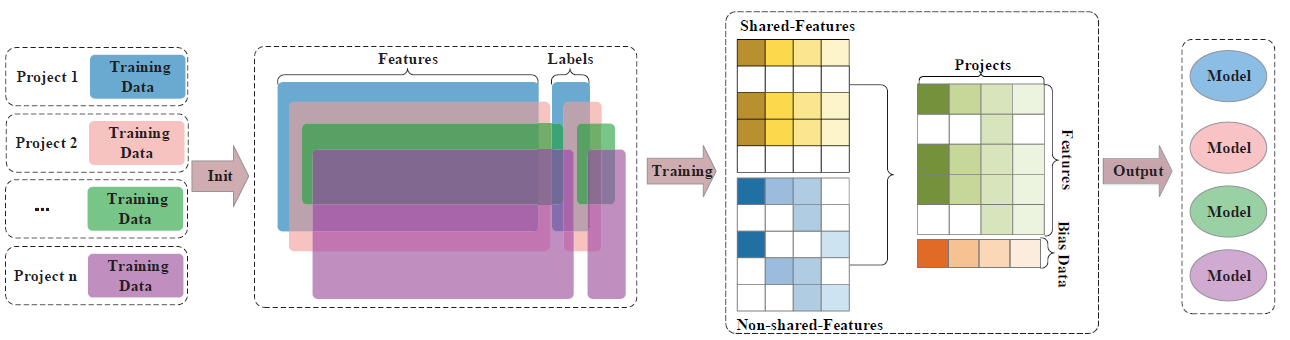 Project 1
Training
Data
Project 2
Training
Data
...
Training
Data
Project n
Training
Data
Init
Features
Labels
Training
Shared-Features
Non-shared-Features
Projects
Features
Bias Data
Output
Model
Model
Model
Model